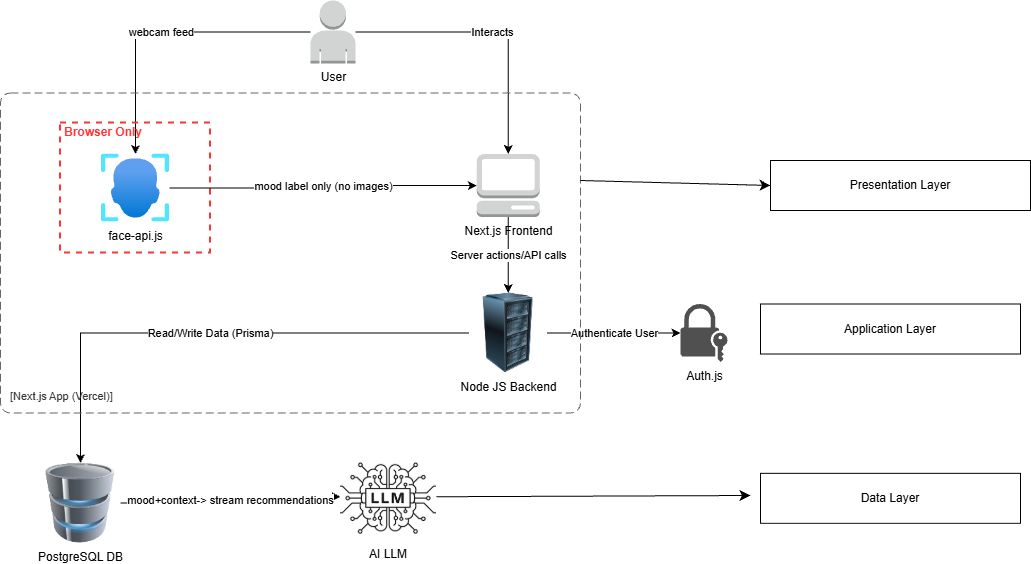 webcam feed
Interacts
User
Browser Only
mood label only (no images)
Presentation Layer
face-api.js
Next.js Frontend
Server actions/API calls
Read/Write Data (Prisma)
Authenticate User
Application Layer
Auth.js
Node JS Backend
[Next.js App (Vercel)]
mood+context-> stream recommendations
LLM
Data Layer
PostgreSQL DB
AI LLM